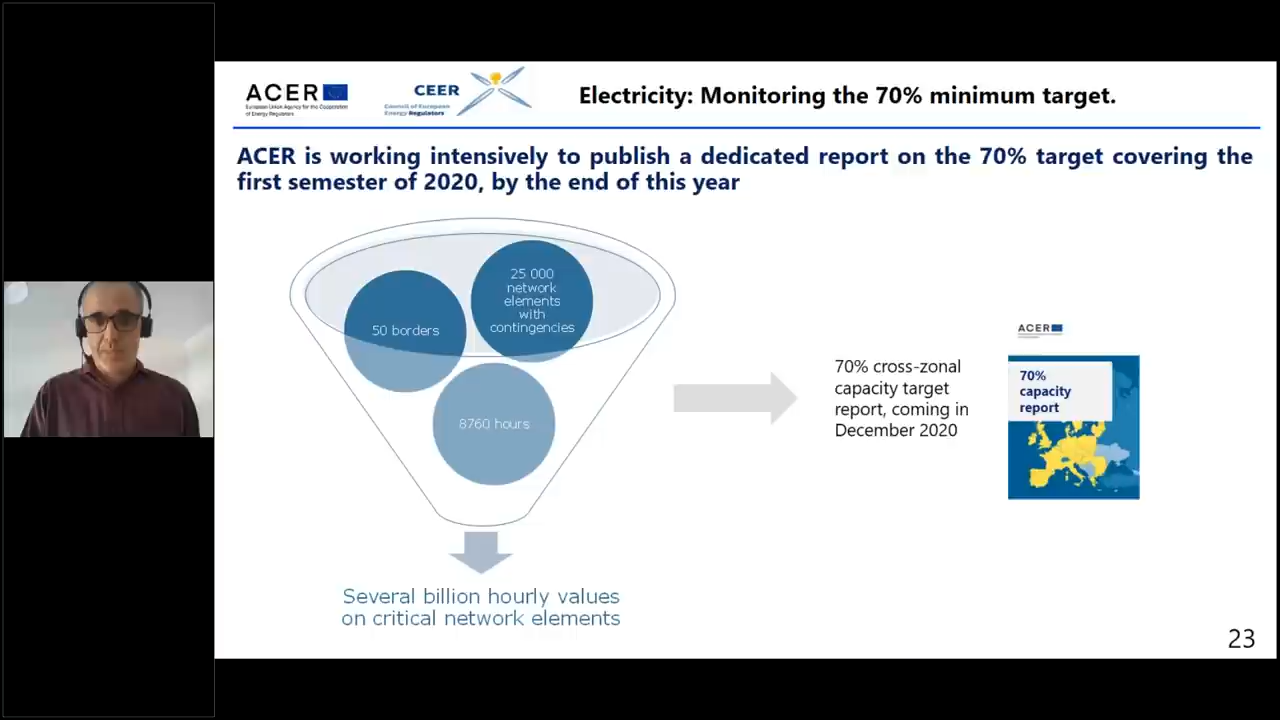 ACER
European Union Agency for the Cooperation
of Energy Regulators
CEER
Council of European
Energy Regulators
Electricity: Monitoring the 70% minimum target.
ACER is working intensively to publish a dedicated report on the 70% target covering the
first semester of 2020, by the end of this year
50 borders
25 000
network
elements
with
contingencies
8760 hours
Several billion hourly values
on critical network elements
70% cross-zonal
capacity target
report, coming in
December 2020
ACER
70%
capacity
report
23